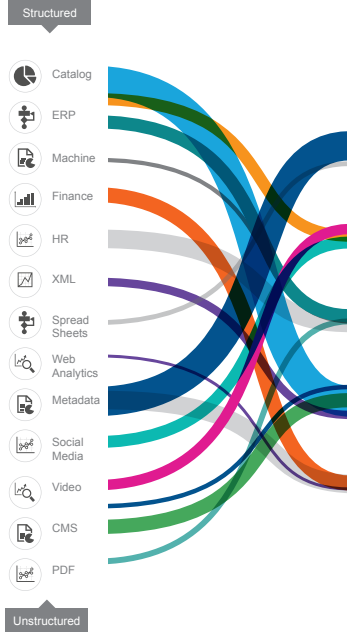 Structured
Catalog
ERP
Machine
Finance
HR
XML
Spread
Sheets
Web
Analytics
Metadata
Social
Media
Video
CMS
PDF
Unstructured